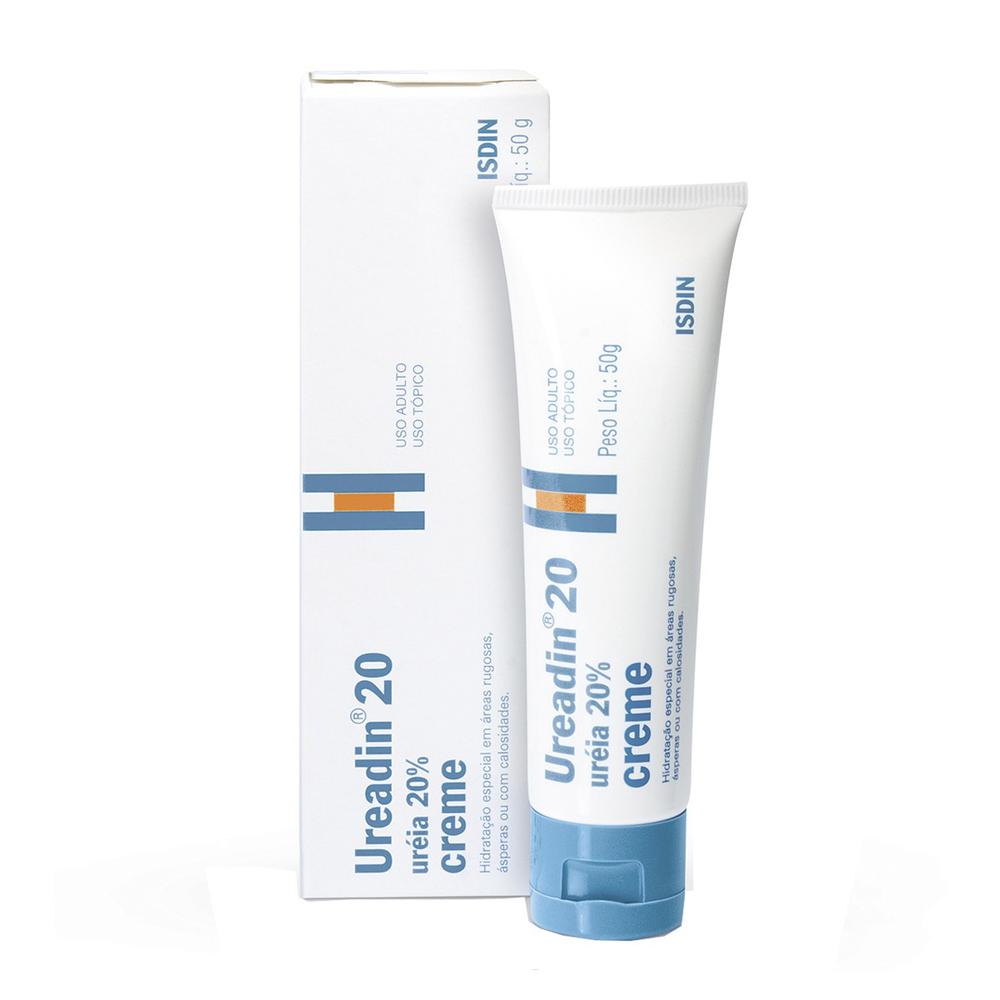 ISDIN
íq.: 50 g
USO ADULTO
USO TÓPICO
Ureadin® 20
uréia 20%
creme
Hidratação especial em áreas rugosas,
ásperas ou com calosidades.
ISDIN
USO ADULTO
USO TÓPICO
Peso Líq.: 50g
Ureadin® 20
uréia 20%
creme
Hidratação especial em áreas rugosas,
ásperas ou com calosidades.